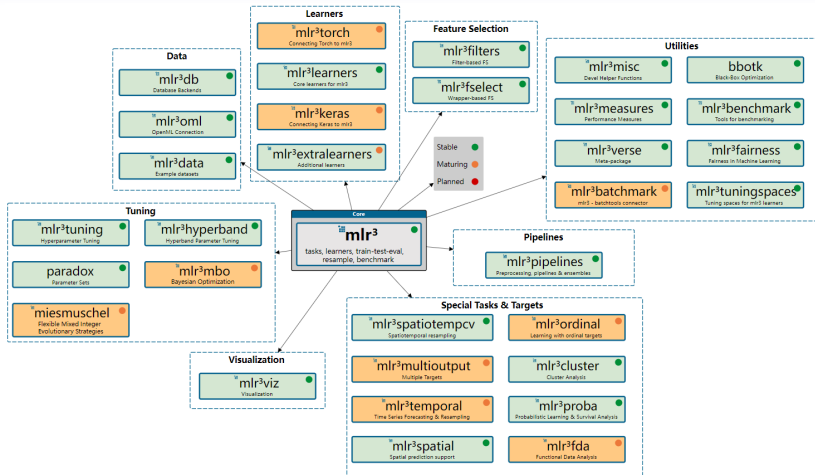 Learners
mlr³torch
Connecting Torch to mlr3
mlr³learners
Core learners for mlr3
mlr³keras
Connecting Keras to mlr3
mlr³extralearners
Additional learners
Feature Selection
mlr³filters
Filter-based FS
mlr³fselect
Wrapper-based FS
Data
mlr³db
Database Backends
mlr³oml
OpenML Connection
mlr³data
Example datasets
Utilities
mlr³misc
Devel Helper Functions
bbotk
Black-Box Optimization
mlr³measures
Performance Measures
mlr³benchmark
Tools for benchmarking
mlr³verse
Meta-package
mlr³fairness
Fairness in Machine Learning
mlr³batchmark
mlr3 - batchtools connector
mlr³tuningspaces
Tuning spaces for mlr3 learners
Stable
Maturing
Planned
Tuning
mlr³tuning
Hyperparameter Tuning
mlr³hyperband
Hyperband Parameter Tuning
paradox
Parameter Sets
mlr³mbo
Bayesian Optimization
miesmuschel
Flexible Mixed Integer
Evolutionary Strategies
Core
mlr³
tasks, learners, train-test-eval,
resample, benchmark
Pipelines
mlr³pipelines
Preprocessing, pipelines & ensembles
Visualization
mlr³viz
Visualization
Special Tasks & Targets
mlr³spatiotempcv
Spatiotemporal resampling
mlr³ordinal
Learning with ordinal targets
mlr³multioutput
Multiple Targets
mlr³cluster
Cluster Analysis
mlr³temporal
Time Series Forecasting & Resampling
mlr³proba
Probabilistic Learning & Survival Analysis
mlr³spatial
Spatial prediction support
mlr³fda
Functional Data Analysis